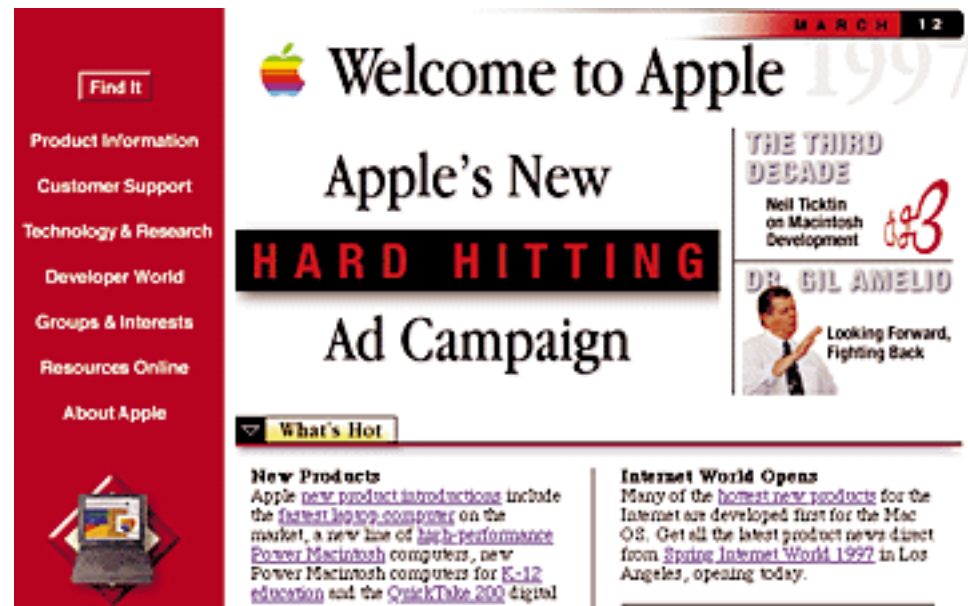 MARCH 12
1997
Welcome to Apple
Find It
Product Information
Customer Support
Technology & Research
Developer World
Groups & Interests
Resources Online
About Apple
Apple's New
HARD HITTING
Ad Campaign
THE THIRD
DECADE
Neil Ticktin
on Macintosh
Development
3
DR. GIL AMELIO
Looking Forward,
Fighting Back
What's Hot
New Products
Apple new product introductions include
the fastest laptop computer on the
market, a new line of high-performance
Power Macintosh computers, new
Power Macintosh computers for K-12
education and the QuickTake 200 digital
Internet World Opens
Many of the hottest new products for the
Internet are developed first for the Mac
OS. Get all the latest product news direct
from Spring Internet World 1997 in Los
Angeles, opening today.